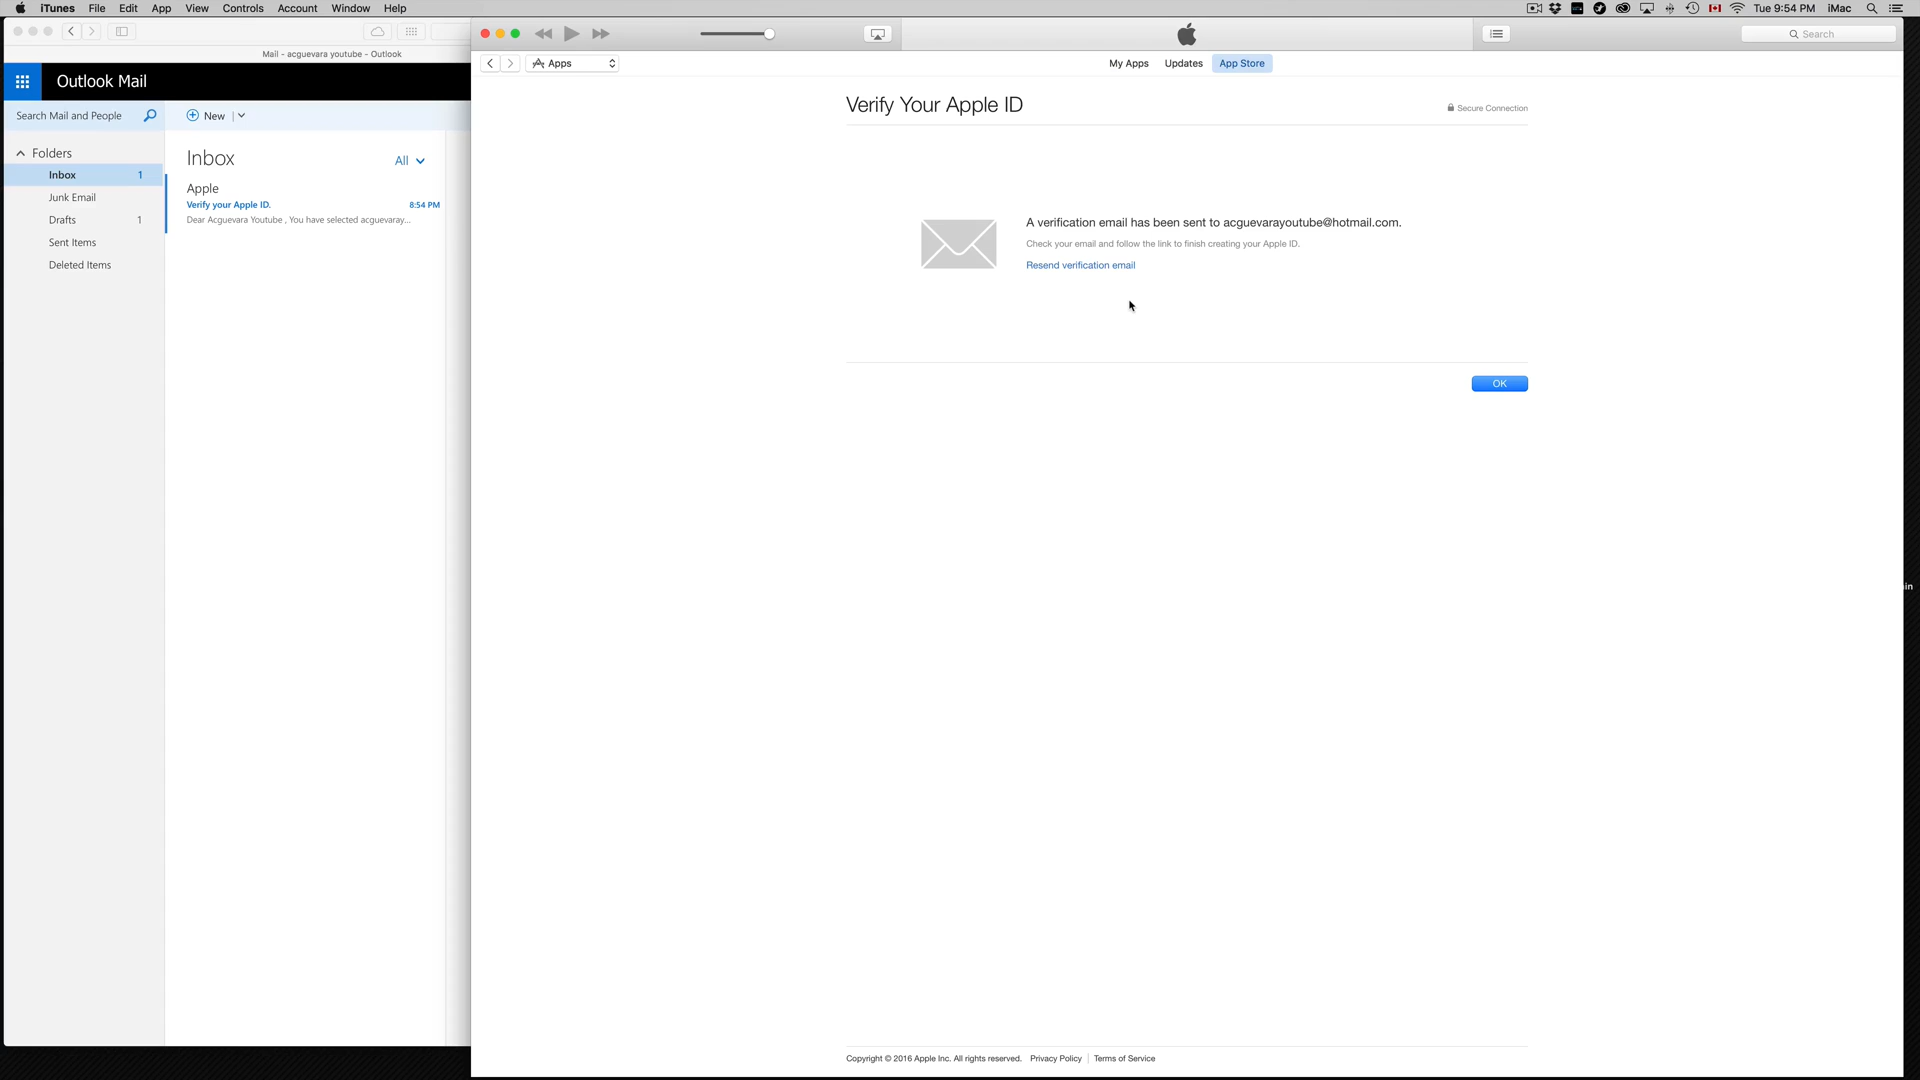 iTunes File Edit App View Controls Account Window Help
Tue 9:54 PM iMac
Mail - acguevara youtube - Outlook
Search
Apps
My Apps Updates App Store
Outlook Mail
Search Mail and People
New
Folders
Inbox 1
Junk Email
Drafts 1
Sent Items
Deleted Items
Inbox
All
Apple
Verify your Apple ID. 8:54 PM
Dear Acguevara Youtube , You have selected acguevaray...
Verify Your Apple ID
Secure Connection
A verification email has been sent to acguevarayoutube@hotmail.com.
Check your email and follow the link to finish creating your Apple ID.
Resend verification email
OK
in
Copyright © 2016 Apple Inc. All rights reserved. Privacy Policy | Terms of Service